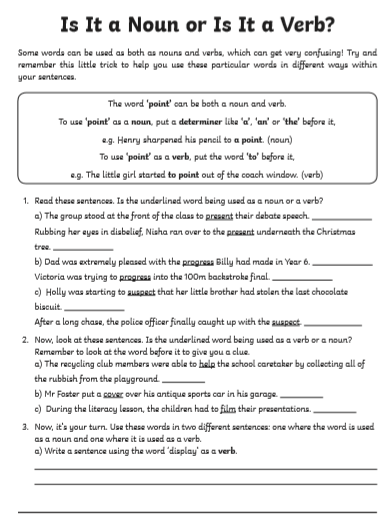 Is It a Noun or Is It a Verb?
Some words can be used as both as nouns and verbs, which can get very confusing! Try and
remember this little trick to help you use these particular words in different ways within
your sentences.
The word 'point' can be both a noun and verb.
To use 'point' as a noun, put a determiner like 'a', 'an' or 'the' before it,
e.g. Henry sharpened his pencil to a point. (noun)
To use 'point' as a verb, put the word 'to' before it,
e.g. The little girl started to point out of the coach window. (verb)
1. Read these sentences. Is the underlined word being used as a noun or a verb?
a) The group stood at the front of the class to present their debate speech. ____________
Rubbing her eyes in disbelief, Nisha ran over to the present underneath the Christmas
tree. ____________
b) Dad was extremely pleased with the progress Billy had made in Year 6. ____________
Victoria was trying to progress into the 100m backstroke final. ____________
c) Holly was starting to suspect that her little brother had stolen the last chocolate
biscuit. ____________
After a long chase, the police officer finally caught up with the suspect. ____________
2. Now, look at these sentences. Is the underlined word being used as a verb or a noun?
Remember to look at the word before it to give you a clue.
a) The recycling club members were able to help the school caretaker by collecting all of
the rubbish from the playground. ________
b) Mr Foster put a cover over his antique sports car in his garage. ________
c) During the literacy lesson, the children had to film their presentations. ________
3. Now, it's your turn. Use these words in two different sentences: one where the word is used
as a noun and one where it is used as a verb.
a) Write a sentence using the word 'display' as a verb.